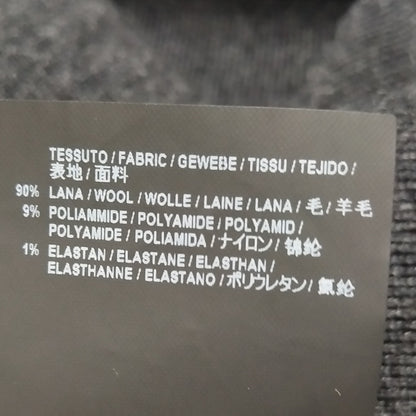 TESSUTO / FABRIC / GEWEBE / TISSU / TEJIDO /
表地 / 面料
90% LANA / WOOL / WOLLE / LAINE / LANA / 毛 / 羊毛
9% POLIAMMIDE / POLYAMIDE / POLYAMID /
POLYAMIDE / POLIAMIDA / ナイロン / 锦纶
1% ELASTAN / ELASTANE / ELASTHAN /
ELASTHANNE / ELASTANO / ポリウレタン / 氨纶